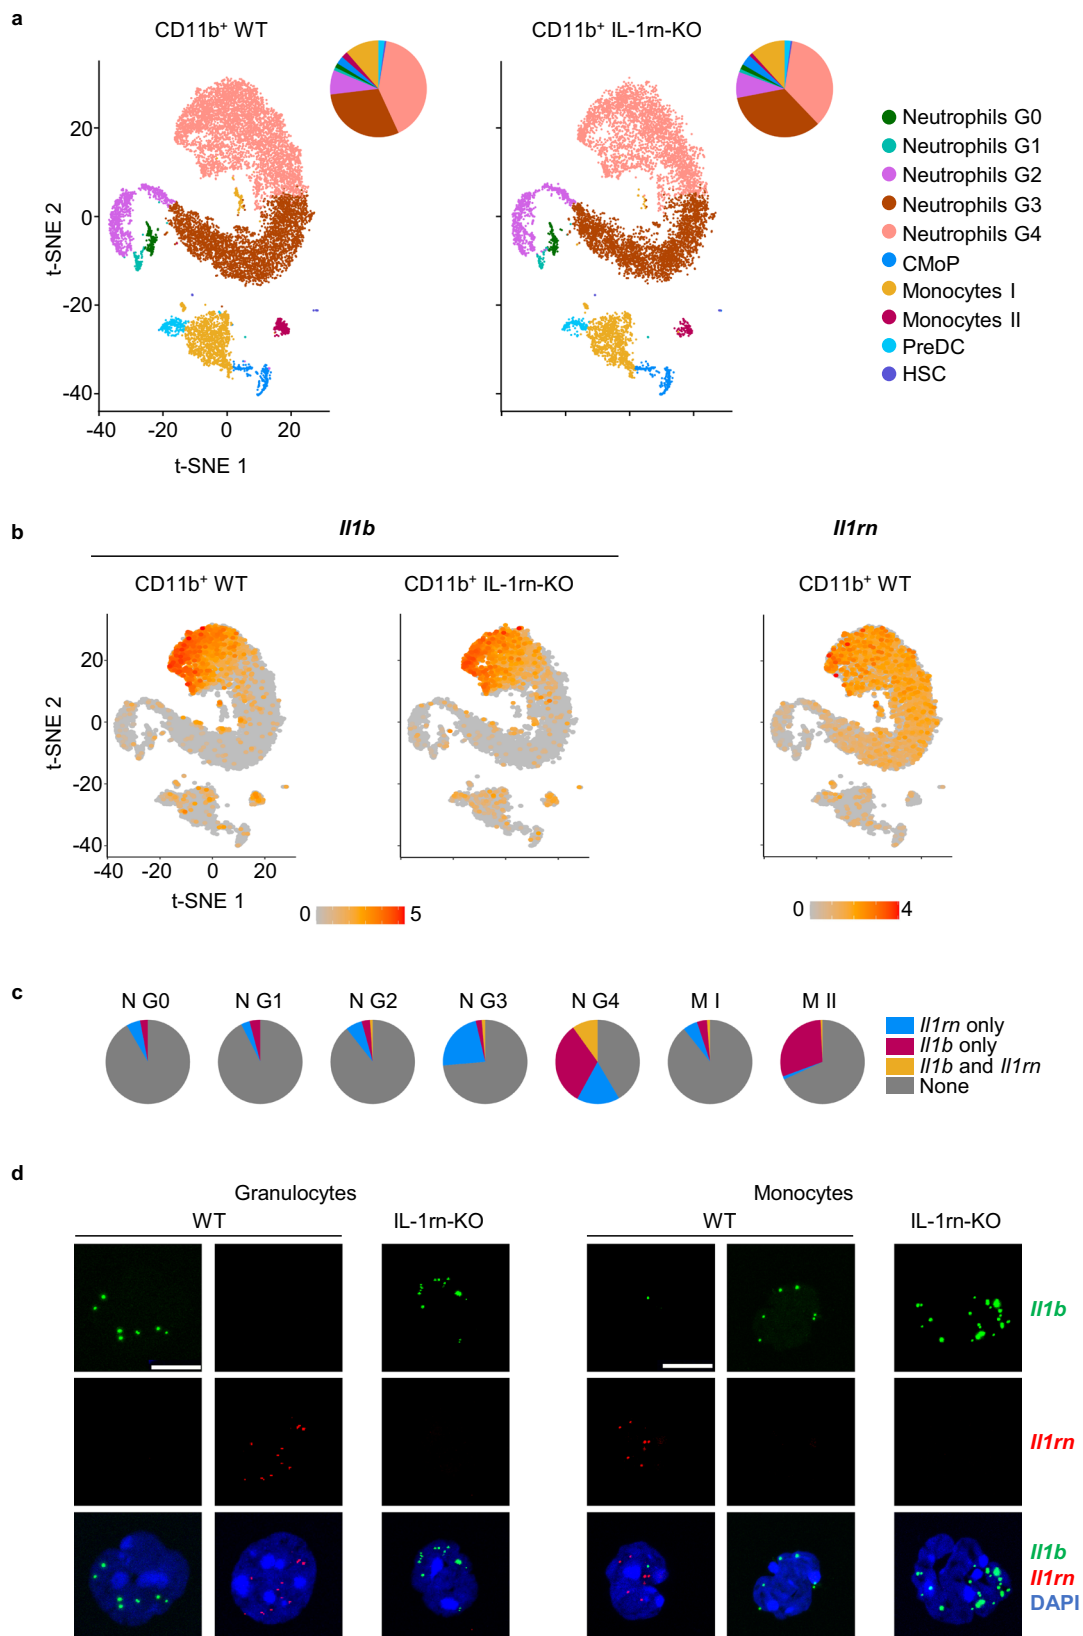 a
CD11b⁺ WT
CD11b⁺ IL-1rn-KO
20
0
-20
-40
t-SNE 2
-40 -20 0 20
t-SNE 1
Neutrophils G0
Neutrophils G1
Neutrophils G2
Neutrophils G3
Neutrophils G4
CMoP
Monocytes I
Monocytes II
PreDC
HSC
b
Il1b
Il1rn
CD11b⁺ WT
CD11b⁺ IL-1rn-KO
CD11b⁺ WT
20
0
-20
-40
t-SNE 2
-40 -20 0 20
t-SNE 1
0 5
0 4
c
N G0 N G1 N G2 N G3 N G4 M I M II
Il1rn only
Il1b only
Il1b and Il1rn
None
d
Granulocytes Monocytes
WT IL-1rn-KO WT IL-1rn-KO
Il1b
Il1rn
Il1b
Il1rn
DAPI